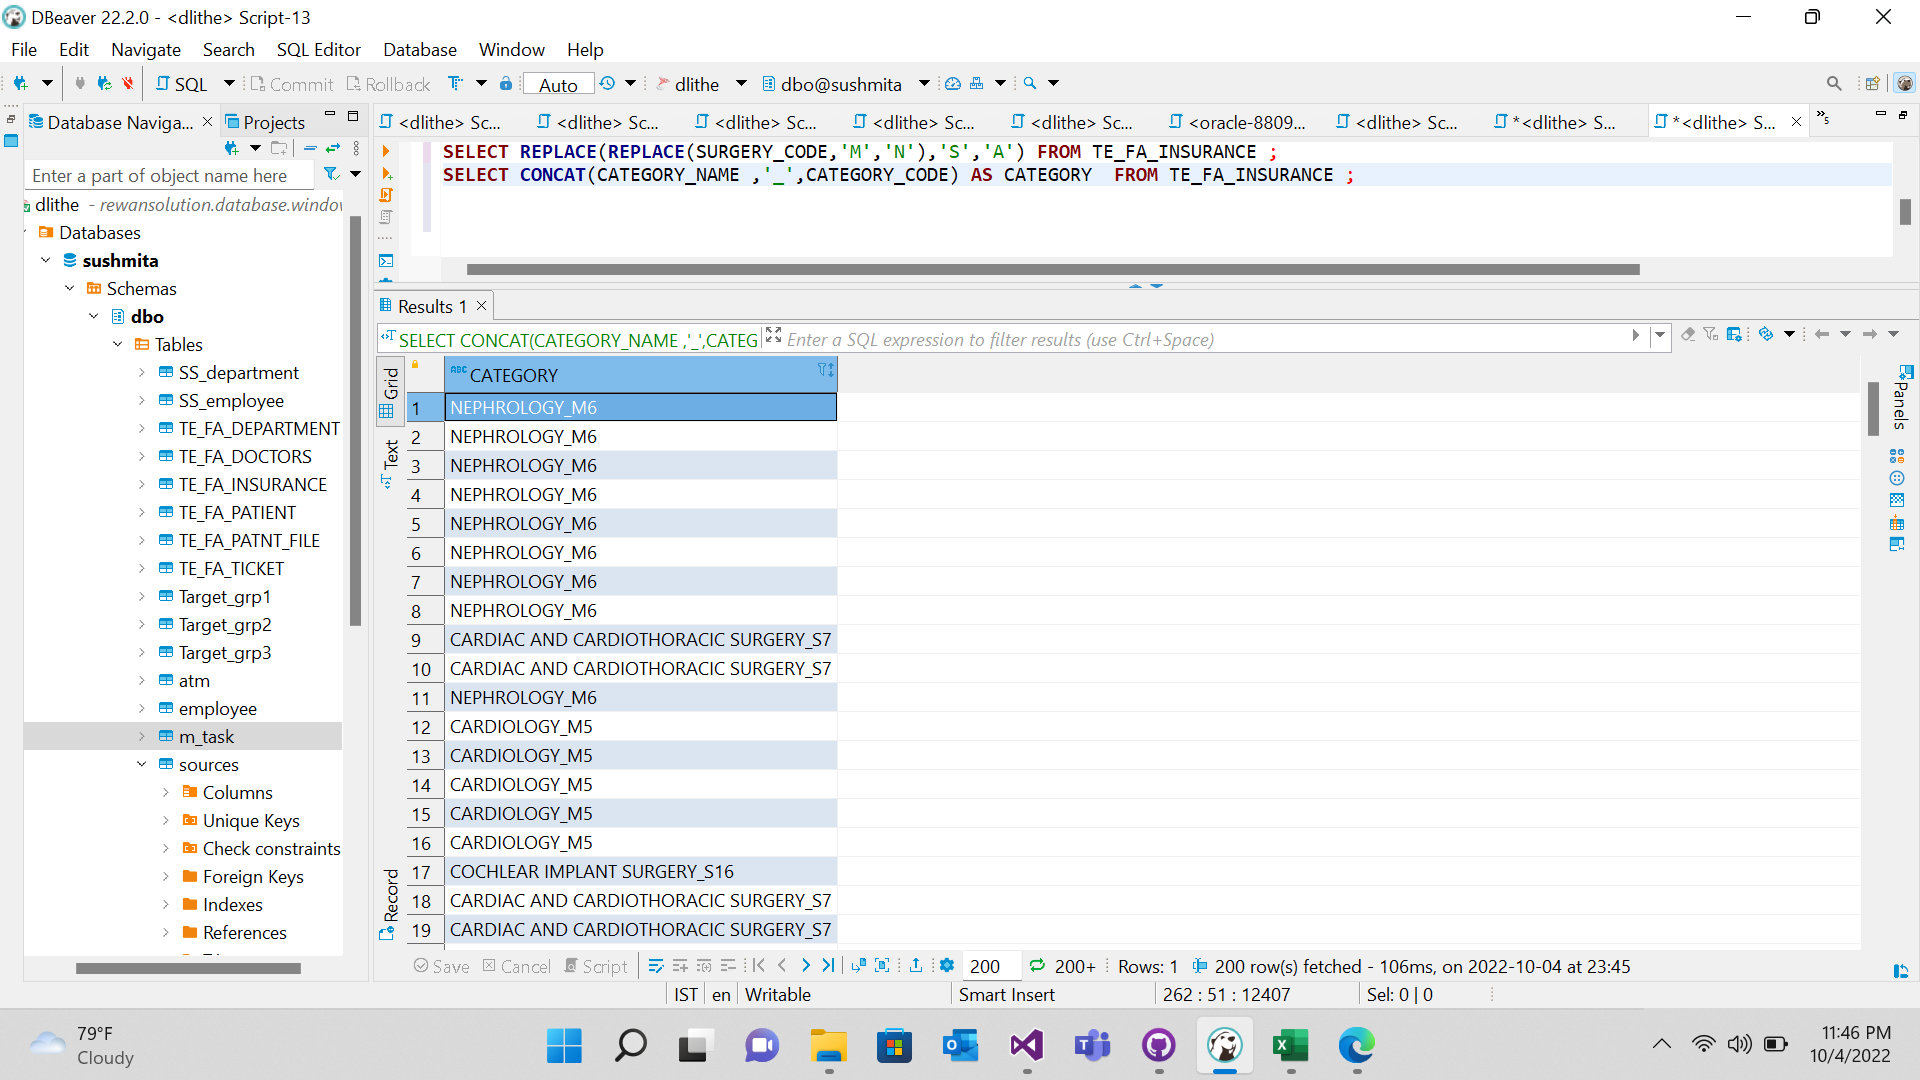 DBeaver 22.2.0 - <dlithe> Script-13
File Edit Navigate Search SQL Editor Database Window Help
SQL Commit Rollback Auto dlithe dbo@sushmita
Database Naviga... Projects
Enter a part of object name here
dlithe - rewansolution.database.window
Databases
sushmita
Schemas
dbo
Tables
SS_department
SS_employee
TE_FA_DEPARTMENT
TE_FA_DOCTORS
TE_FA_INSURANCE
TE_FA_PATIENT
TE_FA_PATNT_FILE
TE_FA_TICKET
Target_grp1
Target_grp2
Target_grp3
atm
employee
m_task
sources
Columns
Unique Keys
Check constraints
Foreign Keys
Indexes
References
<dlithe> Sc... <dlithe> Sc... <dlithe> Sc... <dlithe> Sc... <dlithe> Sc... <oracle-8809... <dlithe> Sc... *<dlithe> S... *<dlithe> S... »5
SELECT REPLACE(REPLACE(SURGERY_CODE,'M','N'),'S','A') FROM TE_FA_INSURANCE ;
SELECT CONCAT(CATEGORY_NAME ,'_',CATEGORY_CODE) AS CATEGORY  FROM TE_FA_INSURANCE ;
Results 1
SELECT CONCAT(CATEGORY_NAME ,'_',CATEG Enter a SQL expression to filter results (use Ctrl+Space)
Grid
Text
Record
Panels
ABC CATEGORY
1 NEPHROLOGY_M6
2 NEPHROLOGY_M6
3 NEPHROLOGY_M6
4 NEPHROLOGY_M6
5 NEPHROLOGY_M6
6 NEPHROLOGY_M6
7 NEPHROLOGY_M6
8 NEPHROLOGY_M6
9 CARDIAC AND CARDIOTHORACIC SURGERY_S7
10 CARDIAC AND CARDIOTHORACIC SURGERY_S7
11 NEPHROLOGY_M6
12 CARDIOLOGY_M5
13 CARDIOLOGY_M5
14 CARDIOLOGY_M5
15 CARDIOLOGY_M5
16 CARDIOLOGY_M5
17 COCHLEAR IMPLANT SURGERY_S16
18 CARDIAC AND CARDIOTHORACIC SURGERY_S7
19 CARDIAC AND CARDIOTHORACIC SURGERY_S7
Save Cancel Script 200 200+ Rows: 1 200 row(s) fetched - 106ms, on 2022-10-04 at 23:45
IST en Writable Smart Insert 262 : 51 : 12407 Sel: 0 | 0
79°F
Cloudy
11:46 PM
10/4/2022